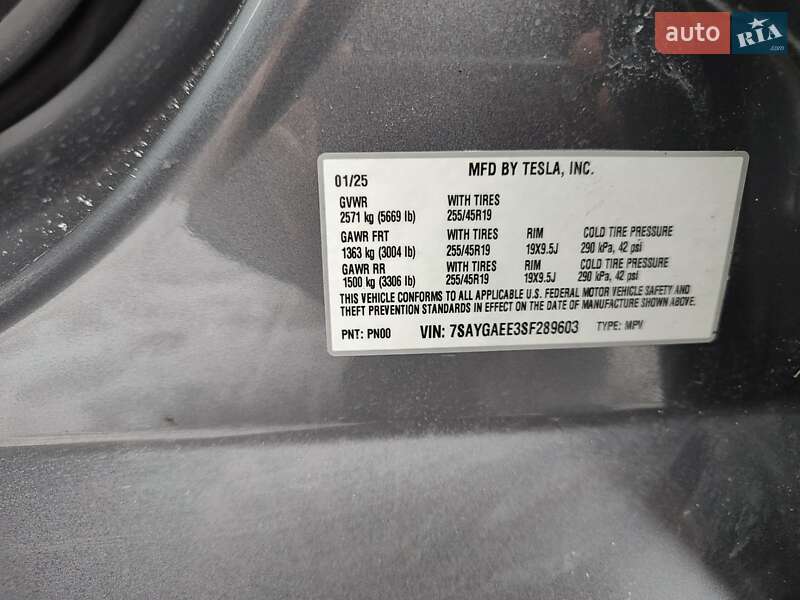 auto RIA.com
MFD BY TESLA, INC.
01/25
GVWR WITH TIRES
2571 kg (5669 lb) 255/45R19
GAWR FRT WITH TIRES RIM COLD TIRE PRESSURE
1363 kg (3004 lb) 255/45R19 19X9.5J 290 kPa, 42 psi
GAWR RR WITH TIRES RIM COLD TIRE PRESSURE
1500 kg (3306 lb) 255/45R19 19X9.5J 290 kPa, 42 psi
THIS VEHICLE CONFORMS TO ALL APPLICABLE U.S. FEDERAL MOTOR VEHICLE SAFETY AND
THEFT PREVENTION STANDARDS IN EFFECT ON THE DATE OF MANUFACTURE SHOWN ABOVE.
PNT: PN00 VIN: 7SAYGAEE3SF289603 TYPE: MPV